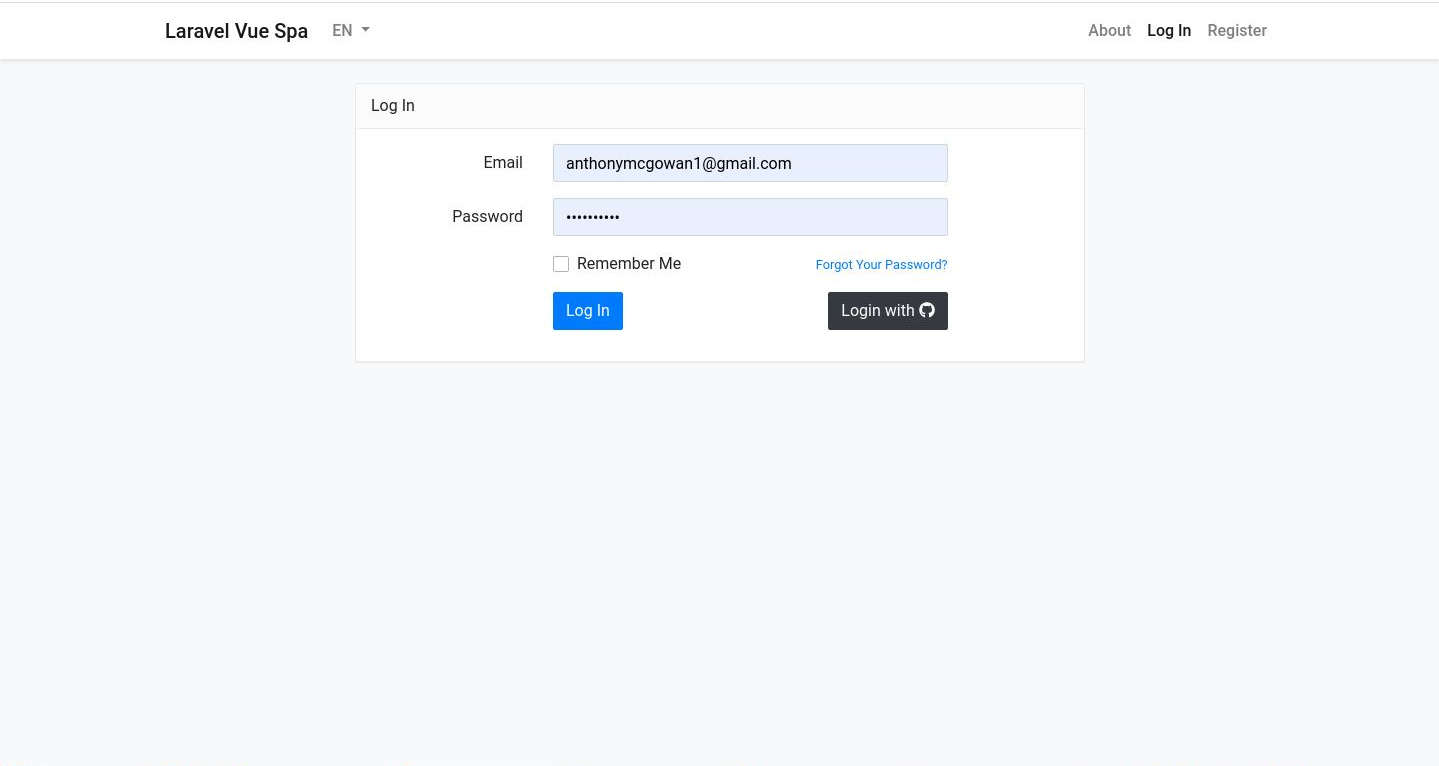 Laravel Vue Spa EN About Log In Register
Log In
Email anthonymcgowan1@gmail.com
Password ••••••••••
Remember Me Forgot Your Password?
Log In Login with